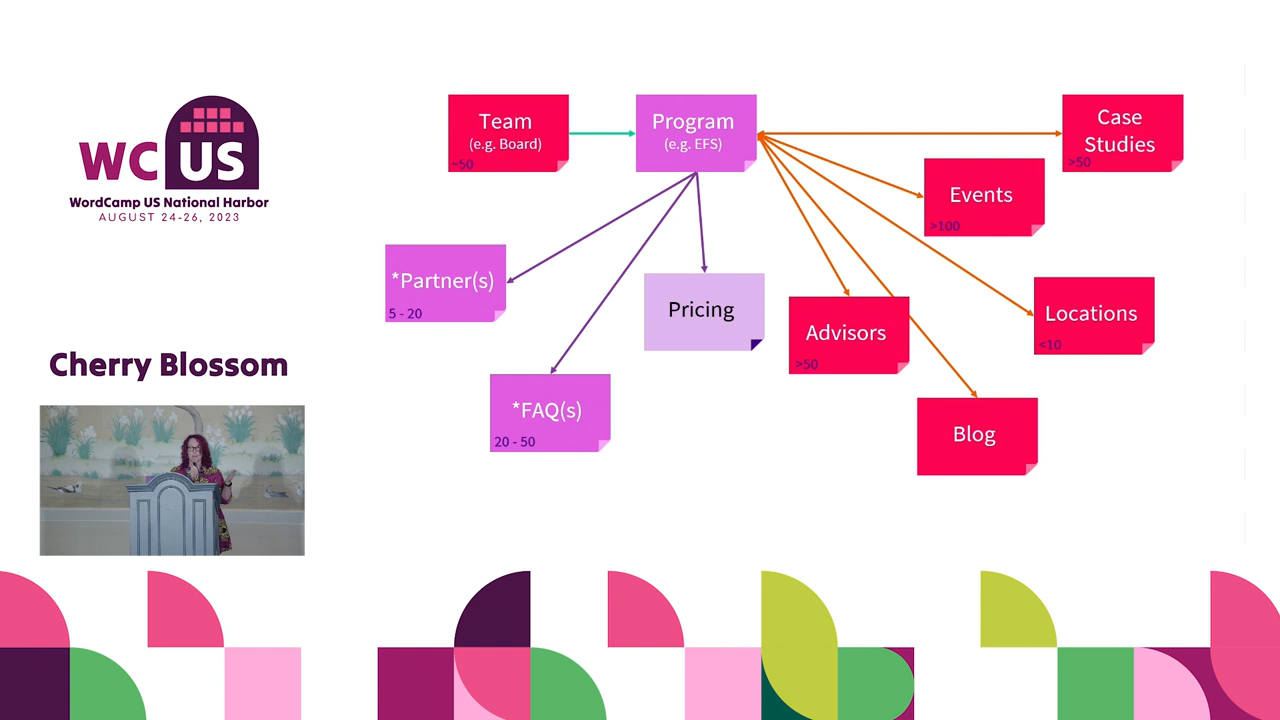 WC US
WordCamp US National Harbor
AUGUST 24-26, 2023
Cherry Blossom
Team
(e.g. Board)
~50
Program
(e.g. EFS)
Case
Studies
>50
Events
>100
*Partner(s)
5 - 20
Pricing
Advisors
>50
Locations
<10
*FAQ(s)
20 - 50
Blog